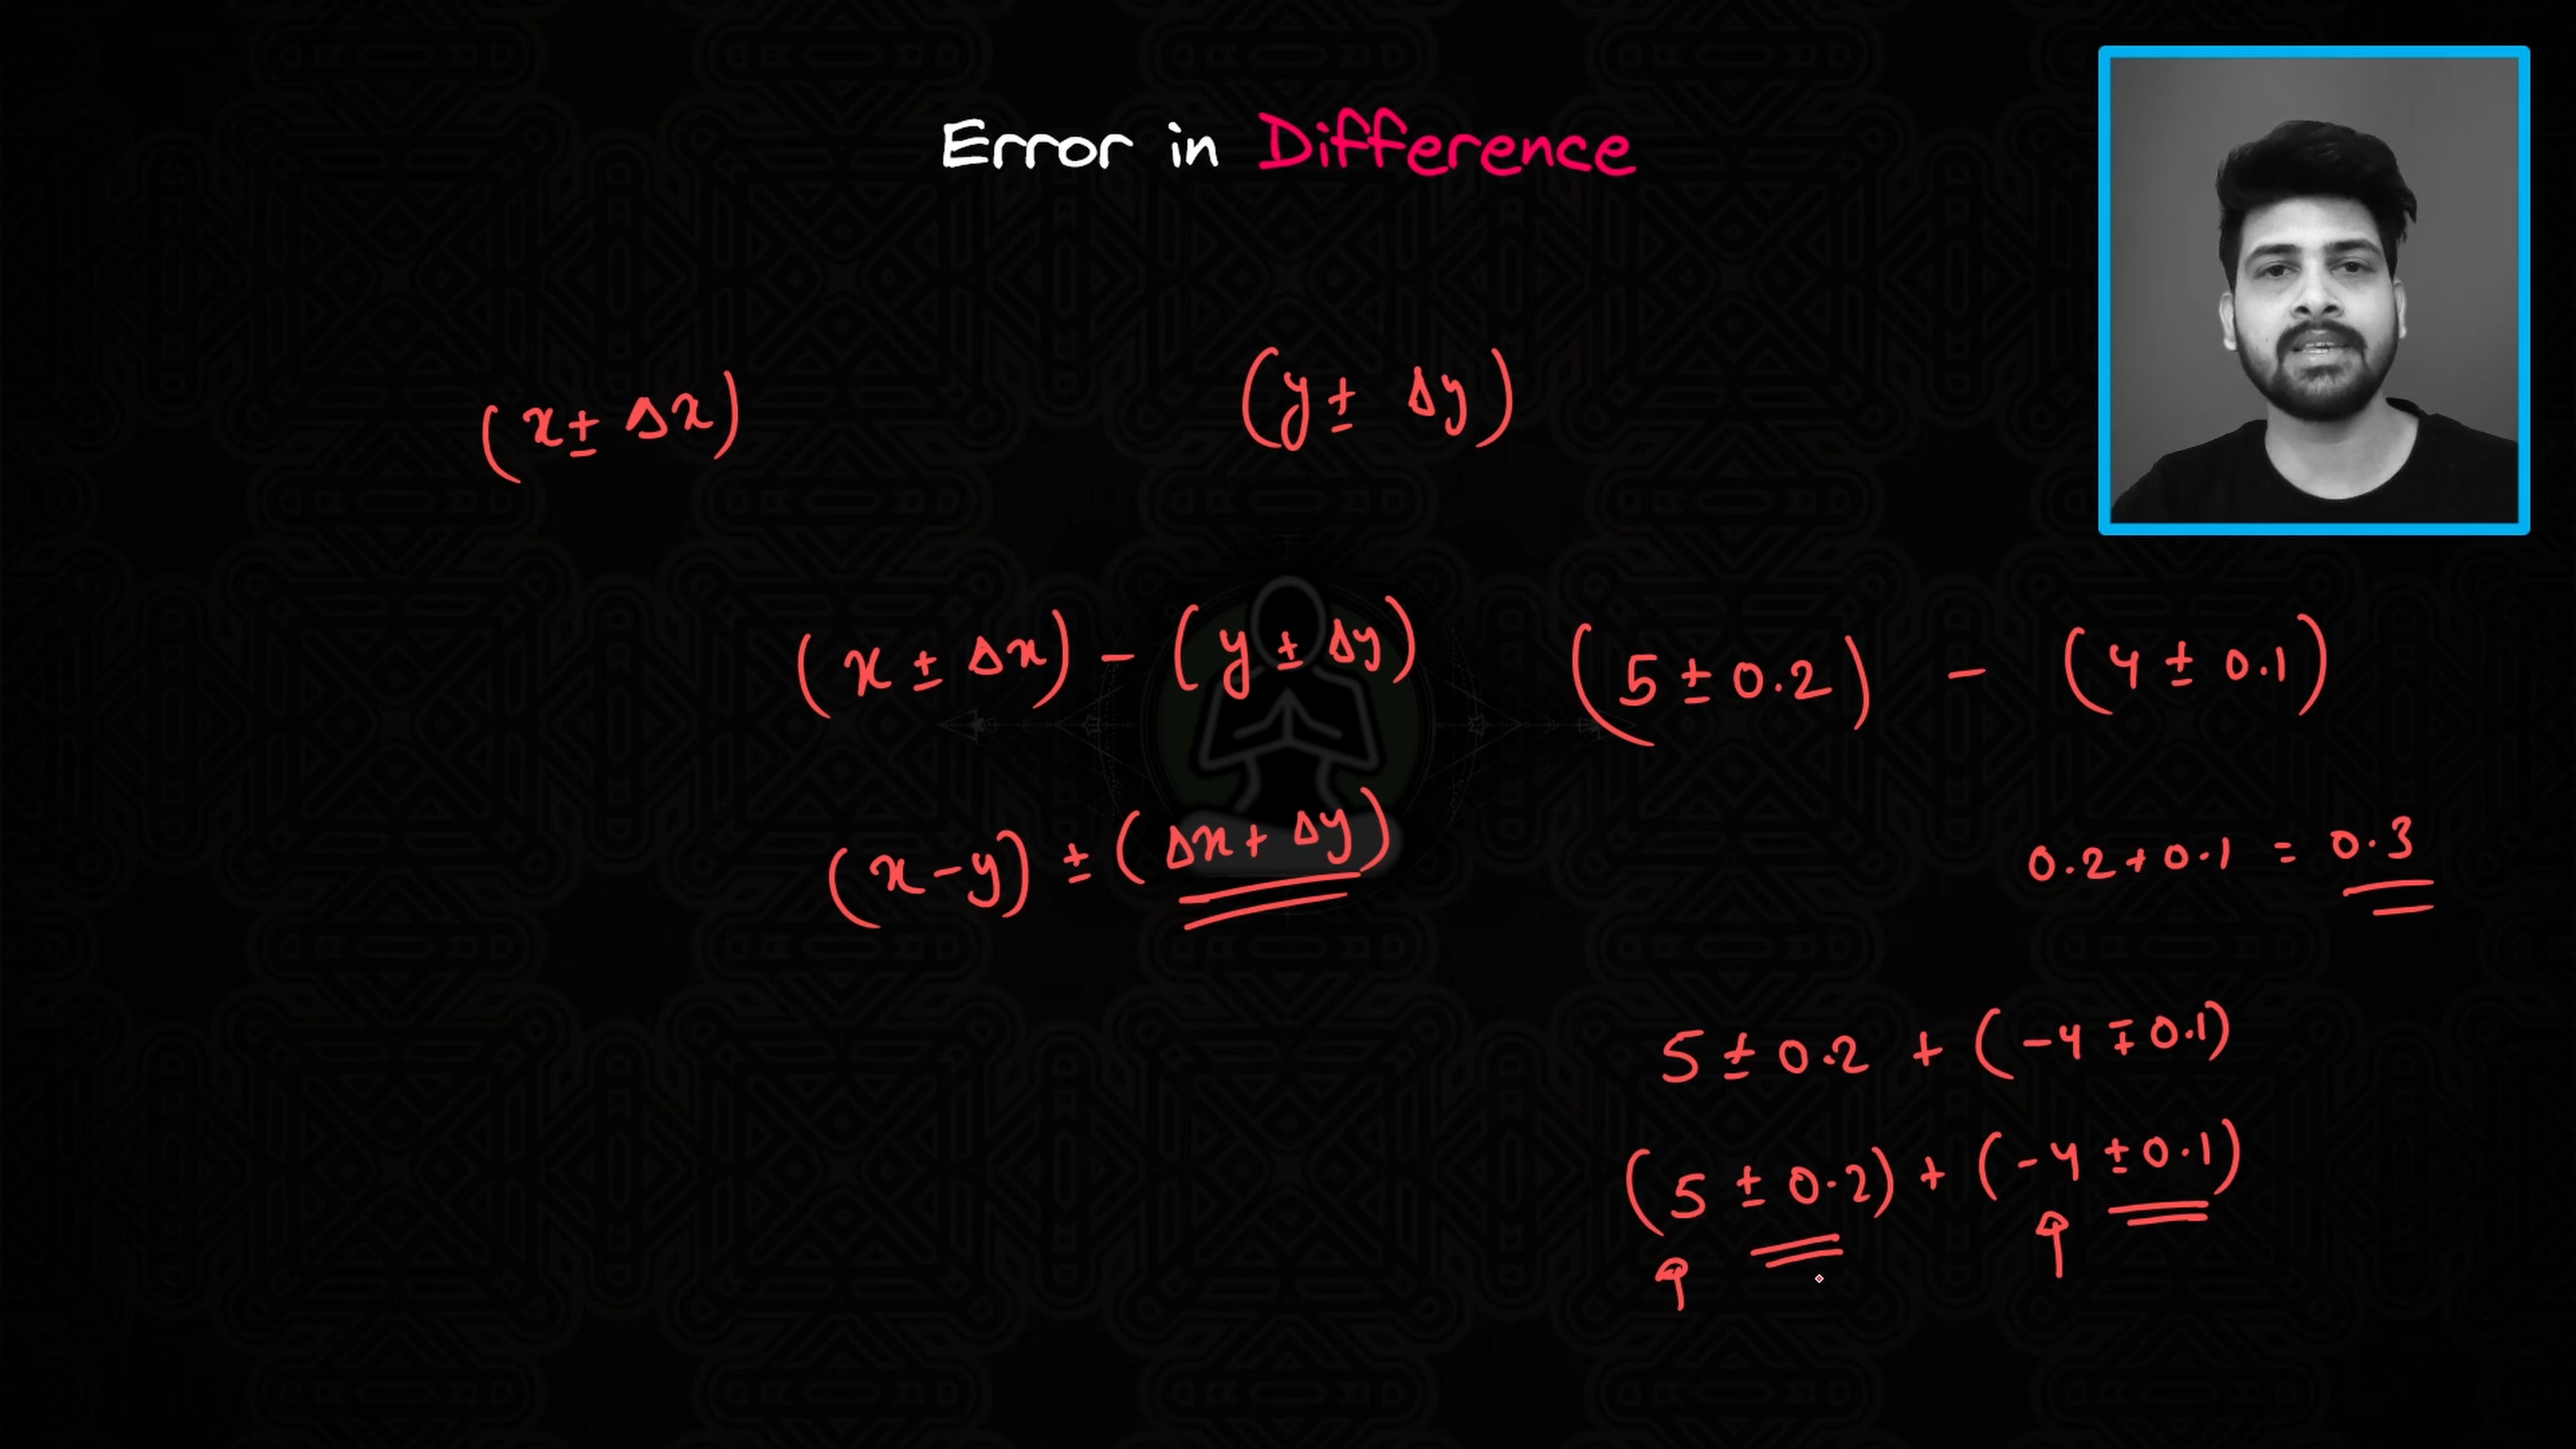 Error in Difference
(x ± Δx) (y ± Δy)
(x ± Δx) - (y ± Δy) (5 ± 0.2) - (4 ± 0.1)
(x-y) ± (Δx + Δy) 0.2 + 0.1 = 0.3
5 ± 0.2 + (-4 ∓ 0.1)
(5 ± 0.2) + (-4 ± 0.1)